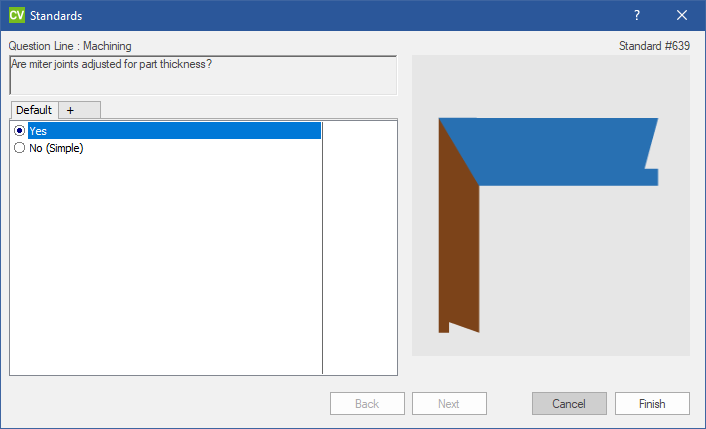 CV Standards ?
Question Line : Machining
Standard #639
Are miter joints adjusted for part thickness?
Default +
Yes
No (Simple)
Back Next Cancel Finish